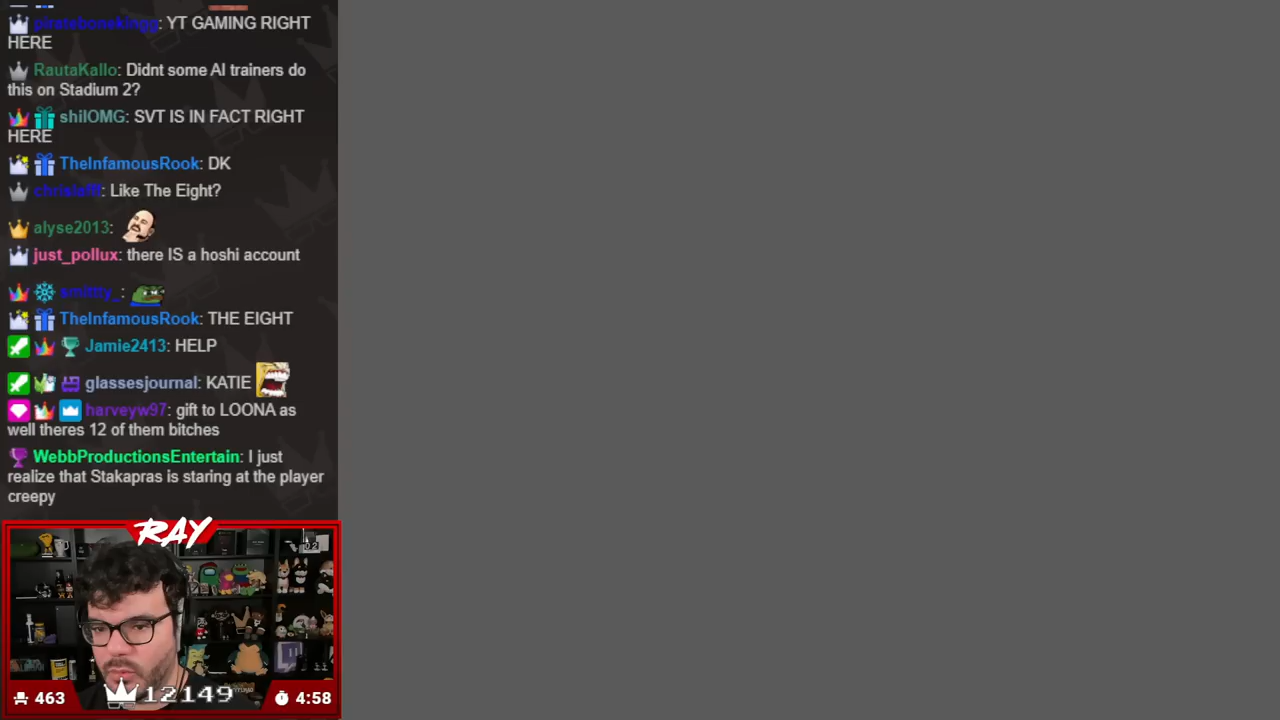 piratebonekingg: YT GAMING RIGHT
HERE
RautaKallo: Didnt some AI trainers do
this on Stadium 2?
shilOMG: SVT IS IN FACT RIGHT
HERE
TheInfamousRook: DK
: Like The Eight?
alyse2013:
just_pollux: there IS a hoshi account
smittty_:
TheInfamousRook: THE EIGHT
Jamie2413: HELP
glassesjournal: KATIE
harveyw97: gift to LOONA as
well theres 12 of them bitches
WebbProductionsEntertain: I just
realize that Stakapras is staring at the player
creepy
RAY
463
12149
4:58